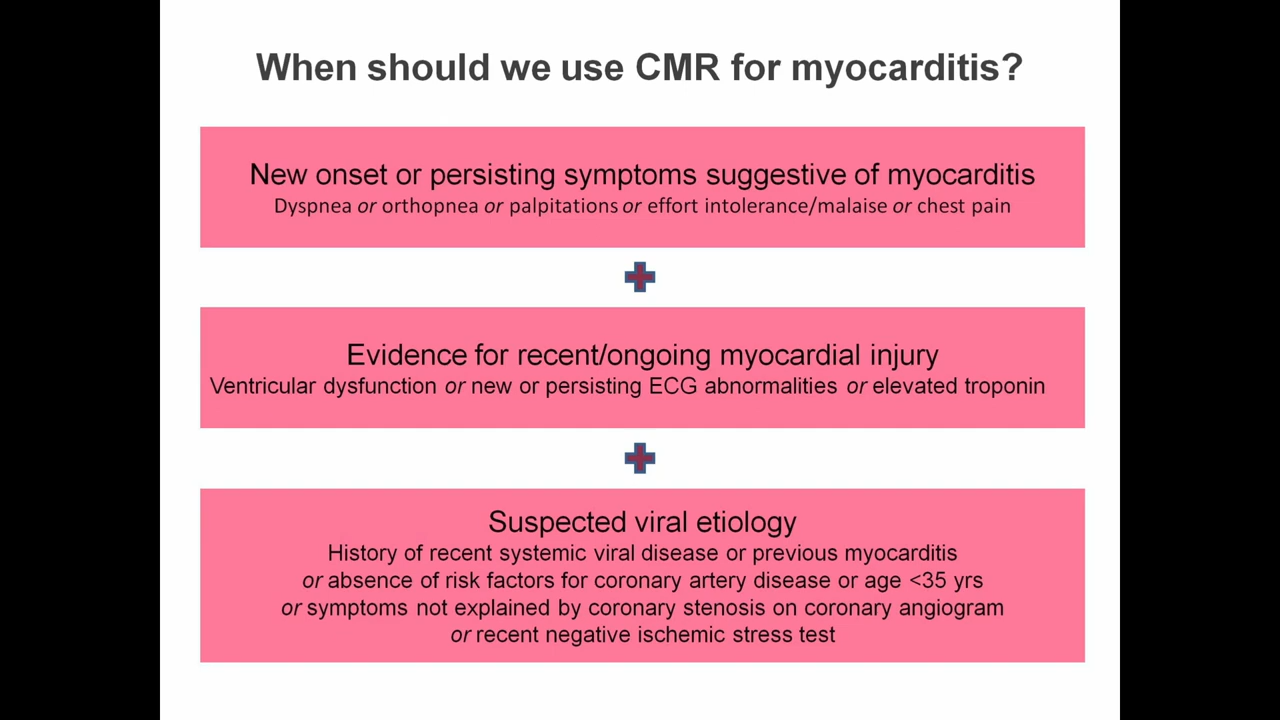 When should we use CMR for myocarditis?
New onset or persisting symptoms suggestive of myocarditis
Dyspnea or orthopnea or palpitations or effort intolerance/malaise or chest pain
Evidence for recent/ongoing myocardial injury
Ventricular dysfunction or new or persisting ECG abnormalities or elevated troponin
Suspected viral etiology
History of recent systemic viral disease or previous myocarditis
or absence of risk factors for coronary artery disease or age <35 yrs
or symptoms not explained by coronary stenosis on coronary angiogram
or recent negative ischemic stress test